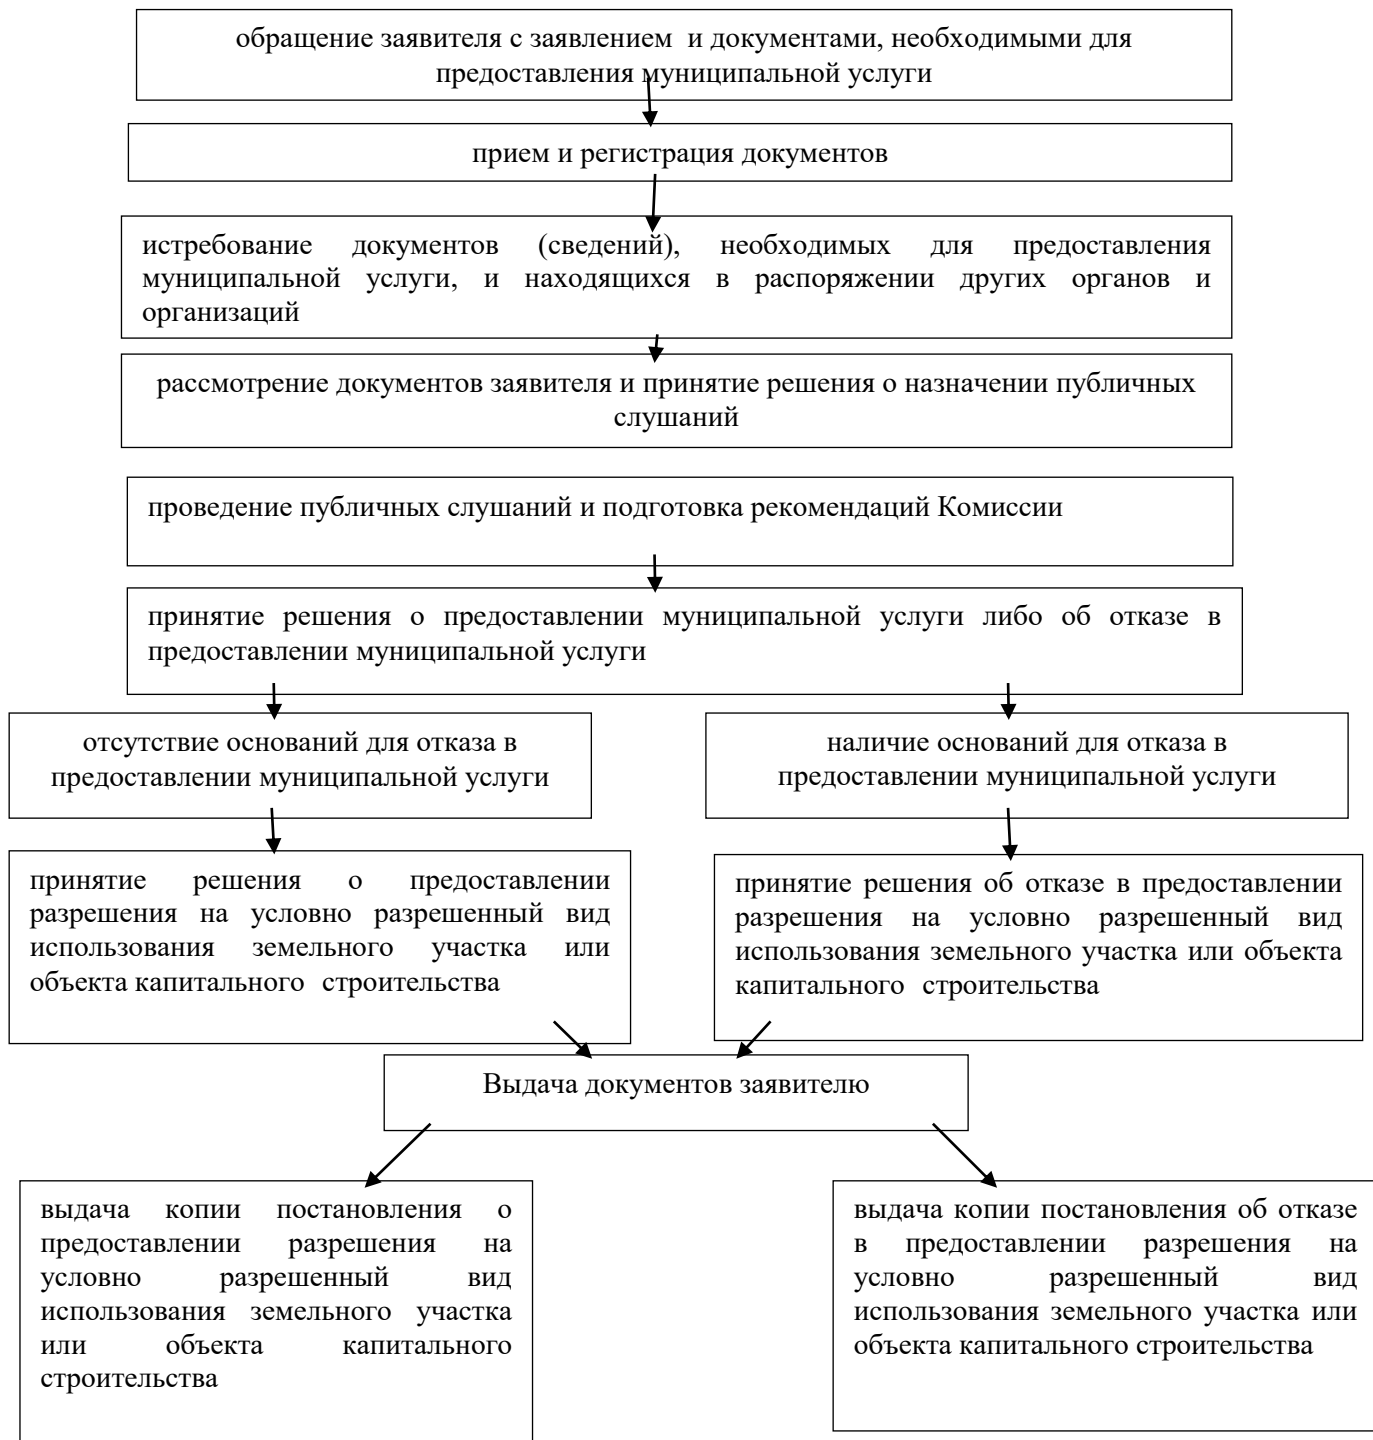 обращение заявителя с заявлением и документами, необходимыми для
предоставления муниципальной услуги
прием и регистрация документов
истребование документов (сведений), необходимых для предоставления
муниципальной услуги, и находящихся в распоряжении других органов и
организаций
рассмотрение документов заявителя и принятие решения о назначении публичных
слушаний
проведение публичных слушаний и подготовка рекомендаций Комиссии
принятие решения о предоставлении муниципальной услуги либо об отказе в
предоставлении муниципальной услуги
отсутствие оснований для отказа в
предоставлении муниципальной услуги
наличие оснований для отказа в
предоставлении муниципальной услуги
принятие решения о предоставлении
разрешения на условно разрешенный вид
использования земельного участка или
объекта капитального строительства
принятие решения об отказе в предоставлении
разрешения на условно разрешенный вид
использования земельного участка или объекта
капитального строительства
Выдача документов заявителю
выдача копии постановления о
предоставлении разрешения на
условно разрешенный вид
использования земельного участка
или объекта капитального
строительства
выдача копии постановления об отказе
в предоставлении разрешения на
условно разрешенный вид
использования земельного участка или
объекта капитального строительства